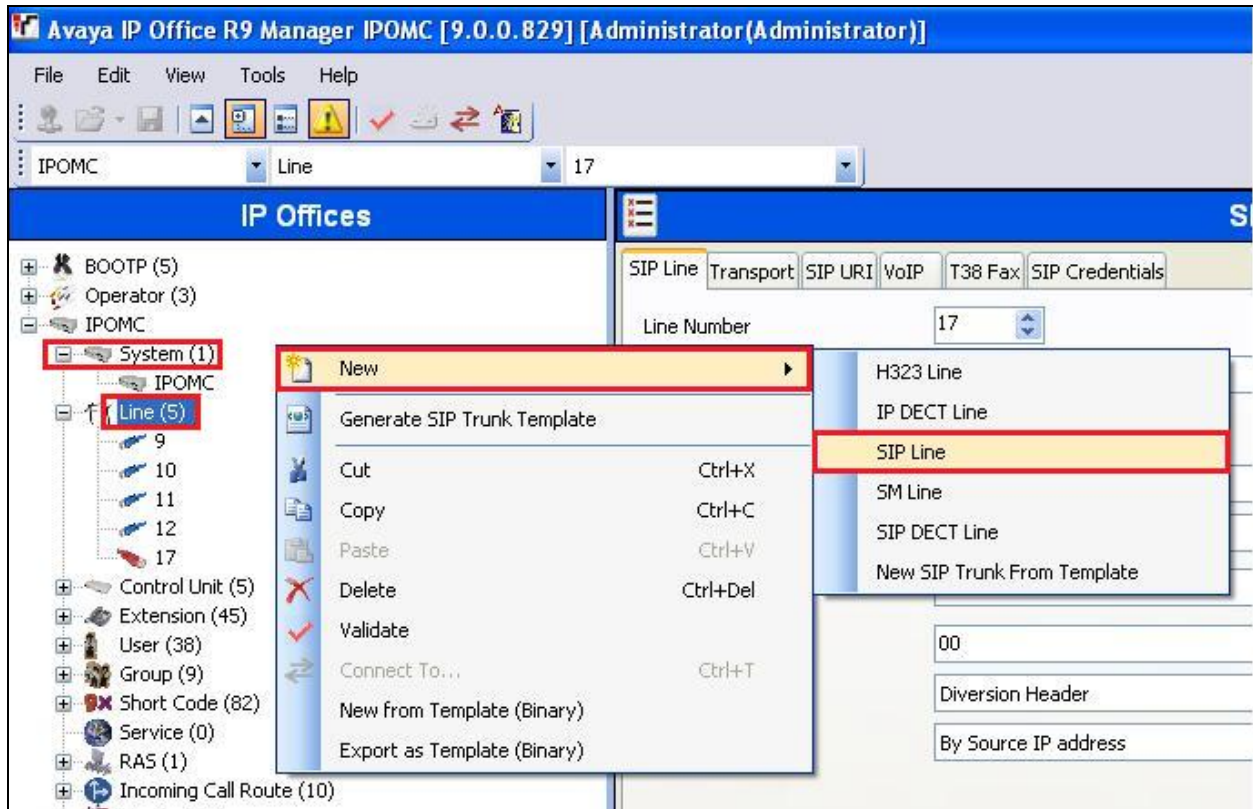 Avaya IP Office R9 Manager IPOMC [9.0.0.829] [Administrator(Administrator)]
File Edit View Tools Help
IPOMC Line 17
IP Offices
BOOTP (5)
Operator (3)
IPOMC
System (1)
IPOMC
Line (5)
9
10
11
12
17
Control Unit (5)
Extension (45)
User (38)
Group (9)
Short Code (82)
Service (0)
RAS (1)
Incoming Call Route (10)
New
Generate SIP Trunk Template
Cut Ctrl+X
Copy Ctrl+C
Paste Ctrl+V
Delete Ctrl+Del
Validate
Connect To... Ctrl+T
New from Template (Binary)
Export as Template (Binary)
SIP Line Transport SIP URI VoIP T38 Fax SIP Credentials
Line Number 17
H323 Line
IP DECT Line
SIP Line
SM Line
SIP DECT Line
New SIP Trunk From Template
00
Diversion Header
By Source IP address